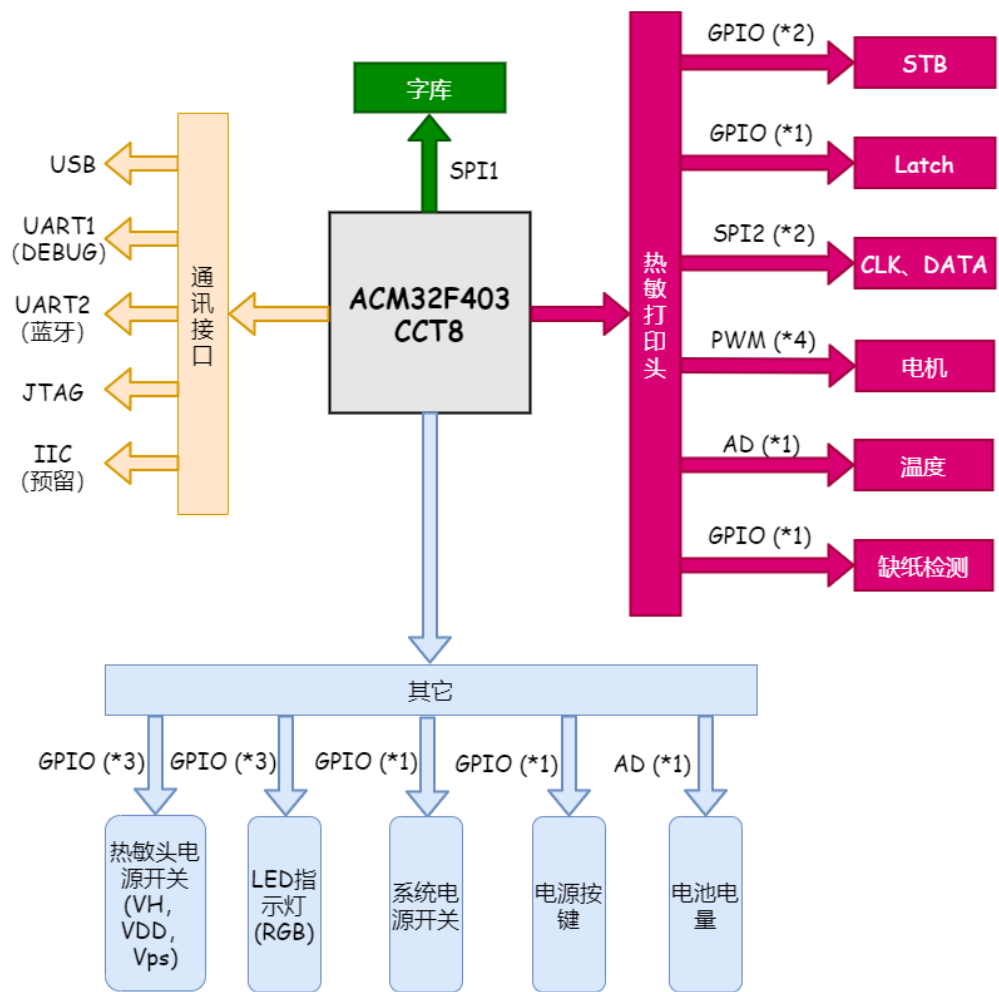 GPIO (*2)
STB
字库
GPIO (*1)
Latch
USB
SPI1
UART1
(DEBUG)
SPI2 (*2)
CLK、DATA
通
讯
接
口
热
敏
打
印
头
ACM32F403
CCT8
UART2
(蓝牙)
PWM (*4)
电机
JTAG
IIC
(预留)
AD (*1)
温度
GPIO (*1)
缺纸检测
其它
GPIO (*3)
GPIO (*3)
GPIO (*1)
GPIO (*1)
AD (*1)
热敏头电
源开关
(VH，
VDD，
Vps)
LED指
示灯
(RGB)
系统电
源开关
电源按
键
电池电
量